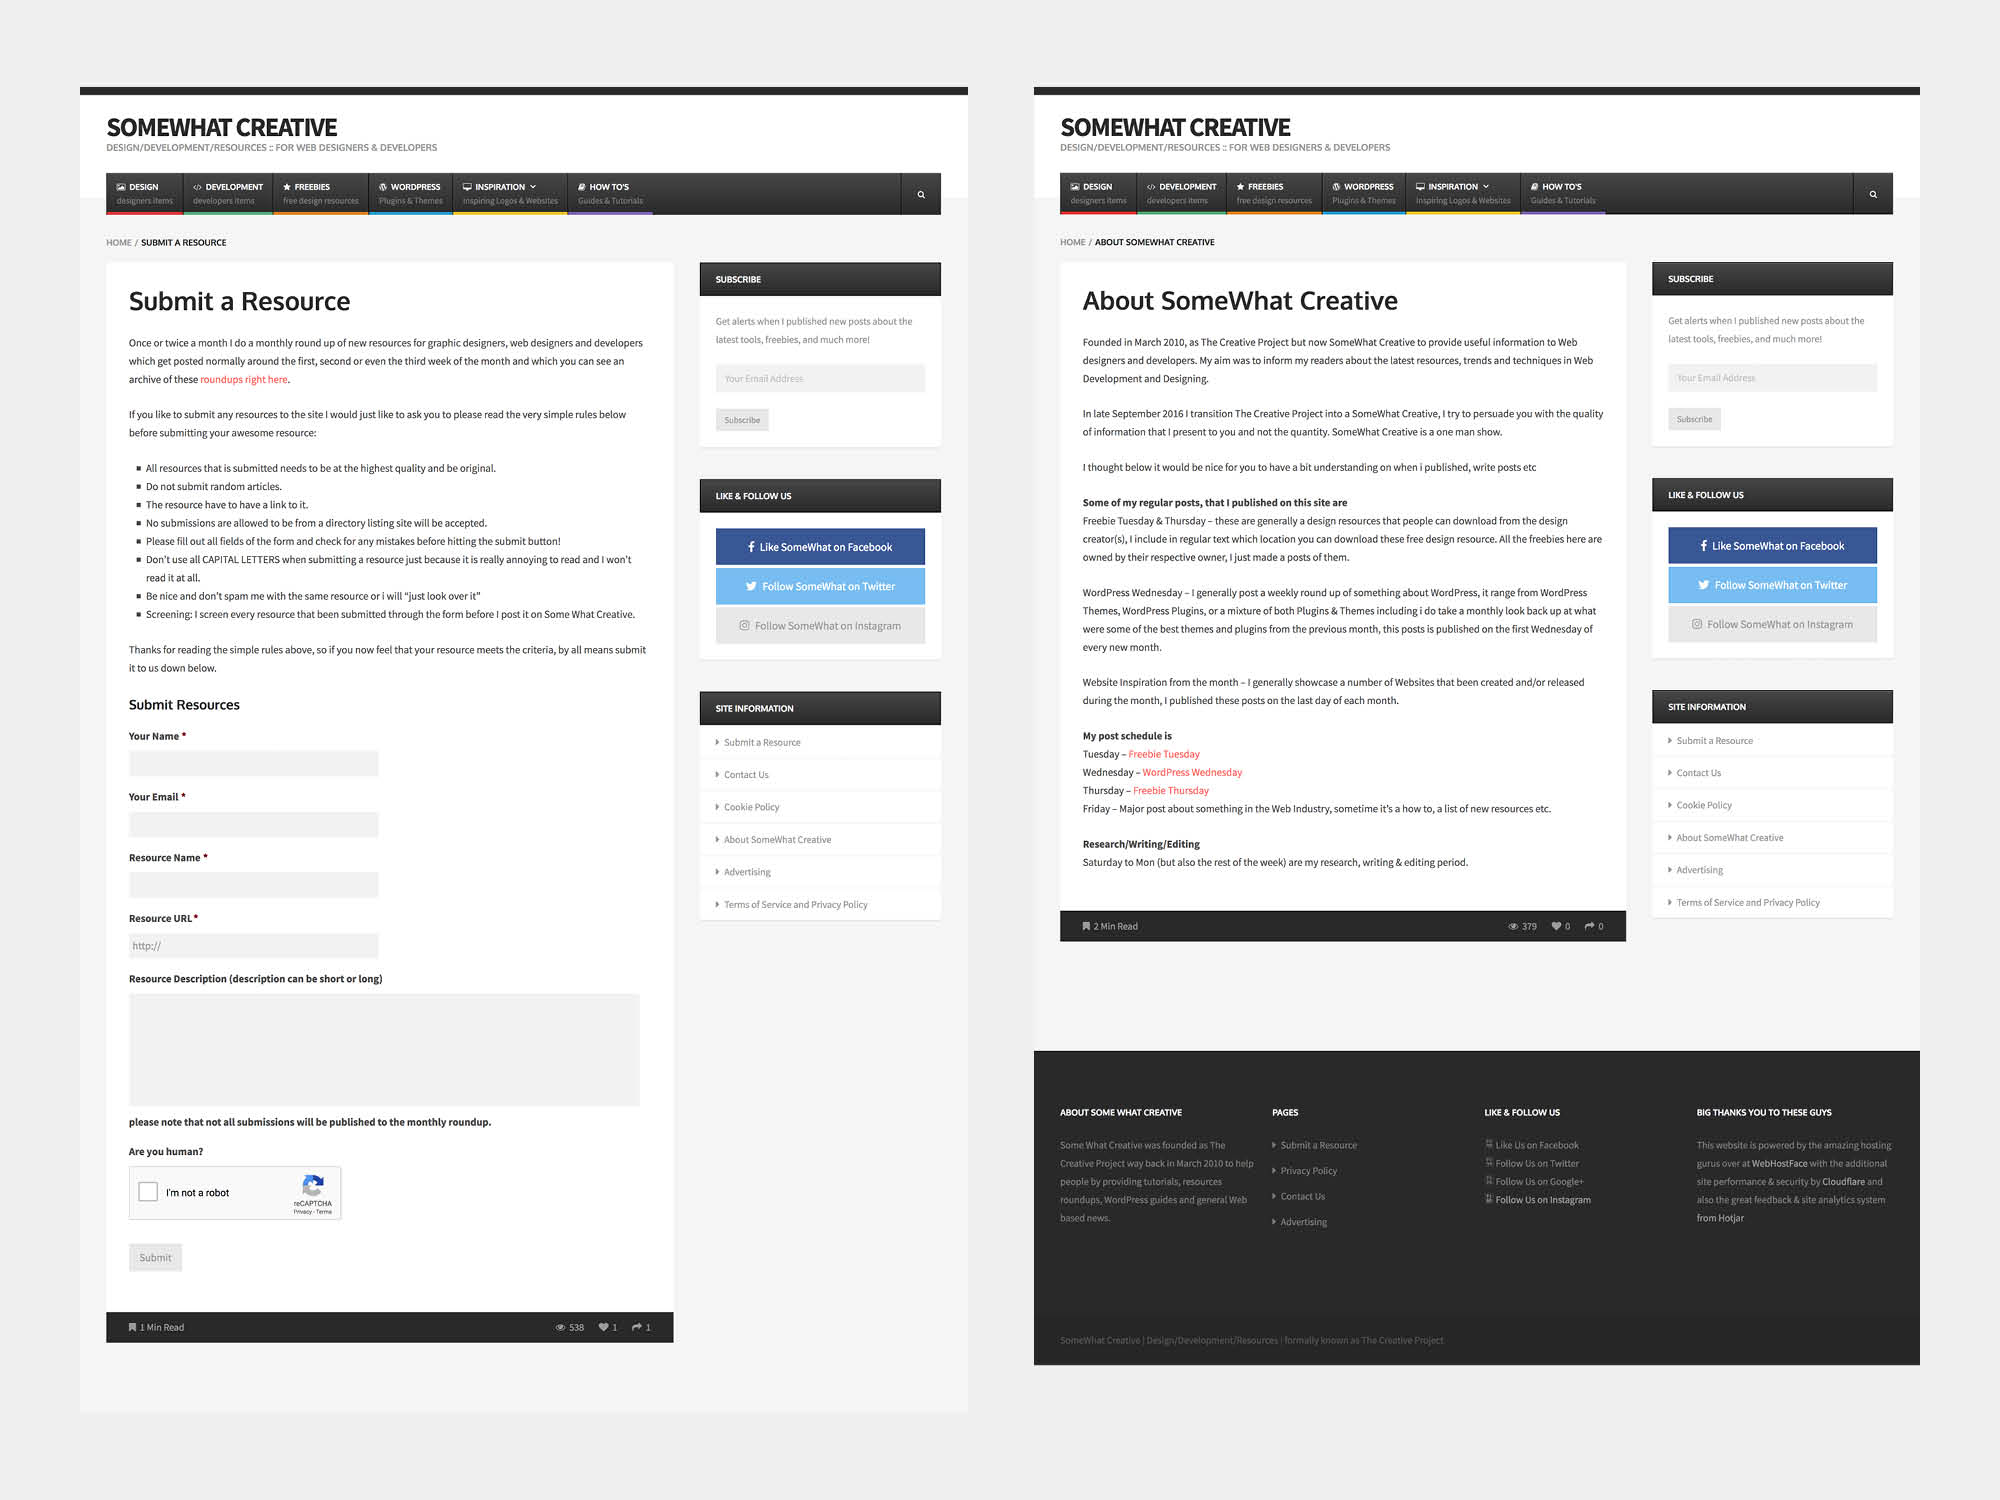 SOMEWHAT CREATIVE
DESIGN/DEVELOPMENT/RESOURCES :: FOR WEB DESIGNERS & DEVELOPERS
DESIGN DEVELOPMENT FREEBIES WORDPRESS INSPIRATION HOW TO'S
designers items developers items free design resources Plugins & Themes Inspiring Logos & Websites Guides & Tutorials
HOME / SUBMIT A RESOURCE
Submit a Resource
Once or twice a month I do a monthly round up of new resources for graphic designers, web designers and developers
which get posted normally around the first, second or even the third week of the month and which you can see an
archive of these roundups right here.
If you like to submit any resources to the site I would just like to ask you to please read the very simple rules below
before submitting your awesome resource:
All resources that is submitted needs to be at the highest quality and be original.
Do not submit random articles.
The resource have to have a link to it.
No submissions are allowed to be from a directory listing site will be accepted.
Please fill out all fields of the form and check for any mistakes before hitting the submit button!
Don't use all CAPITAL LETTERS when submitting a resource just because it is really annoying to read and I won't
read it at all.
Be nice and don't spam me with the same resource or i will "just look over it"
Screening: I screen every resource that been submitted through the form before I post it on Some What Creative.
Thanks for reading the simple rules above, so if you now feel that your resource meets the criteria, by all means submit
it to us down below.
Submit Resources
Your Name *
Your Email *
Resource Name *
Resource URL *
http://
Resource Description (description can be short or long)
please note that not all submissions will be published to the monthly roundup.
Are you human?
I'm not a robot
reCAPTCHA
Privacy - Terms
Submit
1 Min Read 538 1 1
SUBSCRIBE
Get alerts when I published new posts about the
latest tools, freebies, and much more!
Your Email Address
Subscribe
LIKE & FOLLOW US
Like SomeWhat on Facebook
Follow SomeWhat on Twitter
Follow SomeWhat on Instagram
SITE INFORMATION
Submit a Resource
Contact Us
Cookie Policy
About SomeWhat Creative
Advertising
Terms of Service and Privacy Policy
SOMEWHAT CREATIVE
DESIGN/DEVELOPMENT/RESOURCES :: FOR WEB DESIGNERS & DEVELOPERS
DESIGN DEVELOPMENT FREEBIES WORDPRESS INSPIRATION HOW TO'S
designers items developers items free design resources Plugins & Themes Inspiring Logos & Websites Guides & Tutorials
HOME / ABOUT SOMEWHAT CREATIVE
About SomeWhat Creative
Founded in March 2010, as The Creative Project but now SomeWhat Creative to provide useful information to Web
designers and developers. My aim was to inform my readers about the latest resources, trends and techniques in Web
Development and Designing.
In late September 2016 I transition The Creative Project into a SomeWhat Creative, I try to persuade you with the quality
of information that I present to you and not the quantity. SomeWhat Creative is a one man show.
I thought below it would be nice for you to have a bit understanding on when i published, write posts etc
Some of my regular posts, that I published on this site are
Freebie Tuesday & Thursday – these are generally a design resources that people can download from the design
creator(s), I include in regular text which location you can download these free design resource. All the freebies here are
owned by their respective owner, I just made a posts of them.
WordPress Wednesday – I generally post a weekly round up of something about WordPress, it range from WordPress
Themes, WordPress Plugins, or a mixture of both Plugins & Themes including i do take a monthly look back up at what
were some of the best themes and plugins from the previous month, this posts is published on the first Wednesday of
every new month.
Website Inspiration from the month – I generally showcase a number of Websites that been created and/or released
during the month, I published these posts on the last day of each month.
My post schedule is
Tuesday – Freebie Tuesday
Wednesday – WordPress Wednesday
Thursday – Freebie Thursday
Friday – Major post about something in the Web Industry, sometime it's a how to, a list of new resources etc.
Research/Writing/Editing
Saturday to Mon (but also the rest of the week) are my research, writing & editing period.
2 Min Read 379 0 0
SUBSCRIBE
Get alerts when I published new posts about the
latest tools, freebies, and much more!
Your Email Address
Subscribe
LIKE & FOLLOW US
Like SomeWhat on Facebook
Follow SomeWhat on Twitter
Follow SomeWhat on Instagram
SITE INFORMATION
Submit a Resource
Contact Us
Cookie Policy
About SomeWhat Creative
Advertising
Terms of Service and Privacy Policy
ABOUT SOME WHAT CREATIVE
Some What Creative was founded as The
Creative Project way back in March 2010 to help
people by providing tutorials, resources
roundups, WordPress guides and general Web
based news.
PAGES
Submit a Resource
Privacy Policy
Contact Us
Advertising
LIKE & FOLLOW US
Like Us on Facebook
Follow Us on Twitter
Follow Us on Google+
Follow Us on Instagram
BIG THANKS YOU TO THESE GUYS
This website is powered by the amazing hosting
gurus over at WebHostFace with the additional
site performance & security by Cloudflare and
also the great feedback & site analytics system
from Hotjar
SomeWhat Creative | Design/Development/Resources | formally known as The Creative Project